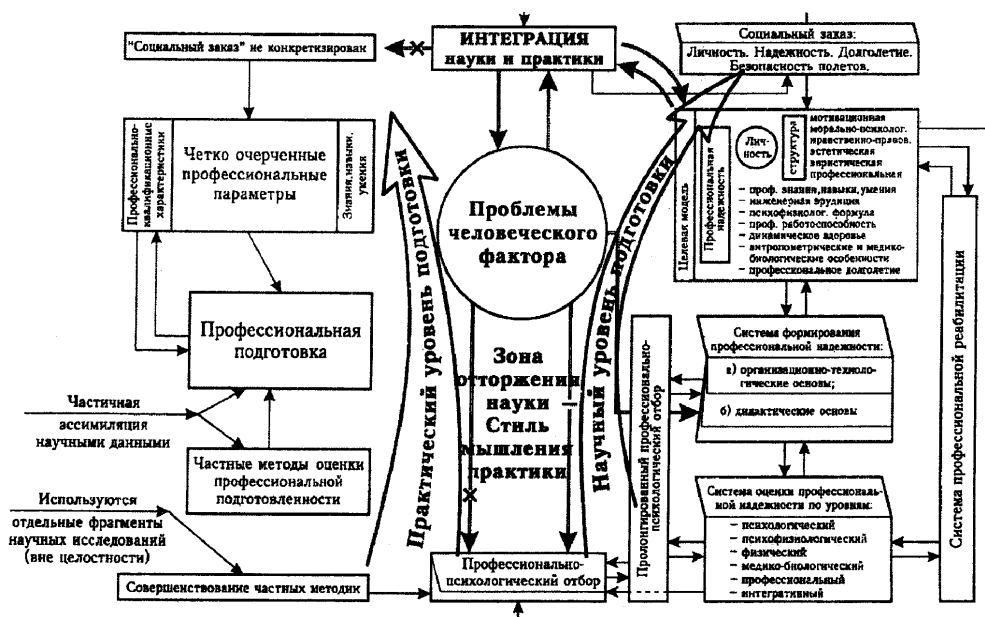 "Социальный заказ" не конкретизирован
ИНТЕГРАЦИЯ
науки и практики
Социальный заказ:
Личность. Надежность. Долголетие.
Безопасность полетов.
Профессионально-
квалификационные
характеристики
Четко очерченные
профессиональные
параметры
Знания, навыки,
умения
Практический уровень подготовки
Проблемы
человеческого
фактора
Научный уровень подготовки
Целевая модель
Профессиональная
надежность
Лич-
ность
структура
мотивационная
морально-психолог.
нравственно-правов.
эстетическая
эвристическая
профессиональная
– проф. знания, навыки, умения
– инженерная эрудиция
– психофизиолог. формула
– проф. работоспособность
– динамическое здоровье
– антропометрические и медико-
биологические особенности
– профессиональное долголетие
Система профессиональной реабилитации
Профессиональная
подготовка
Зона
отторжения
науки –
Стиль
мышления
практики
Пролонгированный профессионально-
психологический отбор
Система формирования
профессиональной надежности:
а) организационно-техноло-
гические основы;
б) дидактические основы
Частичная
ассимиляция
научными данными
Частные методы оценки
профессиональной
подготовленности
Используются
отдельные фрагменты
научных исследований
(вне целостности)
Система оценки профессиональ-
ной надежности по уровням:
– психологический
– психофизиологический
– физический
– медико-биологический
– профессиональный
– интегративный
Совершенствование частных методик
Профессионально-
психологический отбор